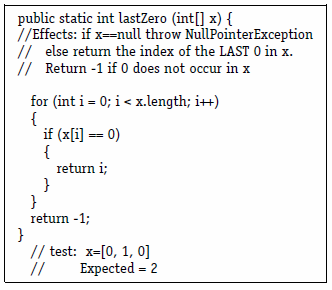 public static int lastZero (int[] x) {
//Effects: if x==null throw NullPointerException
//   else return the index of the LAST 0 in x.
//   Return -1 if 0 does not occur in x
for (int i = 0; i < x.length; i++)
{
if (x[i] == 0)
{
return i;
}
}
return -1;
}
// test:  x=[0, 1, 0]
//       Expected = 2